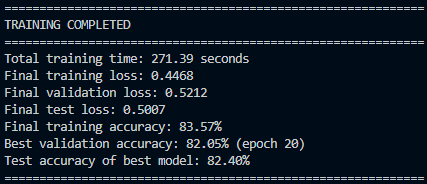 ============================================================
TRAINING COMPLETED
============================================================
Total training time: 271.39 seconds
Final training loss: 0.4468
Final validation loss: 0.5212
Final test loss: 0.5007
Final training accuracy: 83.57%
Best validation accuracy: 82.05% (epoch 20)
Test accuracy of best model: 82.40%
============================================================